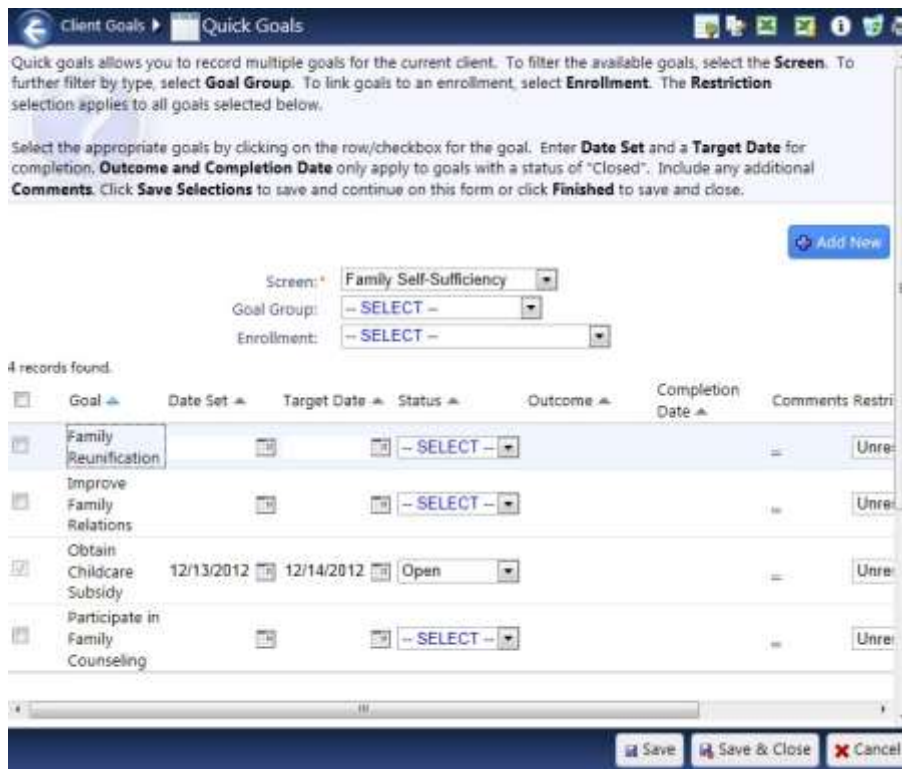 Client Goals Quick Goals
Quick goals allows you to record multiple goals for the current client. To filter the available goals, select the Screen. To
further filter by type, select Goal Group. To link goals to an enrollment, select Enrollment. The Restriction
selection applies to all goals selected below.
Select the appropriate goals by clicking on the row/checkbox for the goal. Enter Date Set and a Target Date for
completion. Outcome and Completion Date only apply to goals with a status of "Closed". Include any additional
Comments. Click Save Selections to save and continue on this form or click Finished to save and close.
Add New
Screen:* Family Self-Sufficiency
Goal Group: -- SELECT --
Enrollment: -- SELECT --
4 records found.
Goal Date Set Target Date Status Outcome Completion Date Comments Restri
Family
Reunification -- SELECT -- ... Unre
Improve
Family
Relations -- SELECT -- ... Unre
Obtain
Childcare
Subsidy 12/13/2012 12/14/2012 Open ... Unre
Participate in
Family
Counseling -- SELECT -- ... Unre
Save Save & Close Cancel